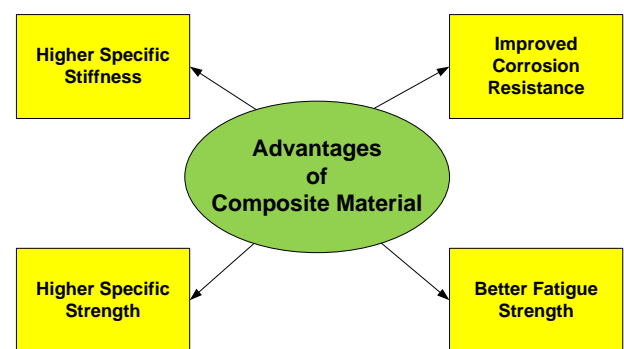 Higher Specific
Stiffness
Improved
Corrosion
Resistance
Advantages
of
Composite Material
Higher Specific
Strength
Better Fatigue
Strength